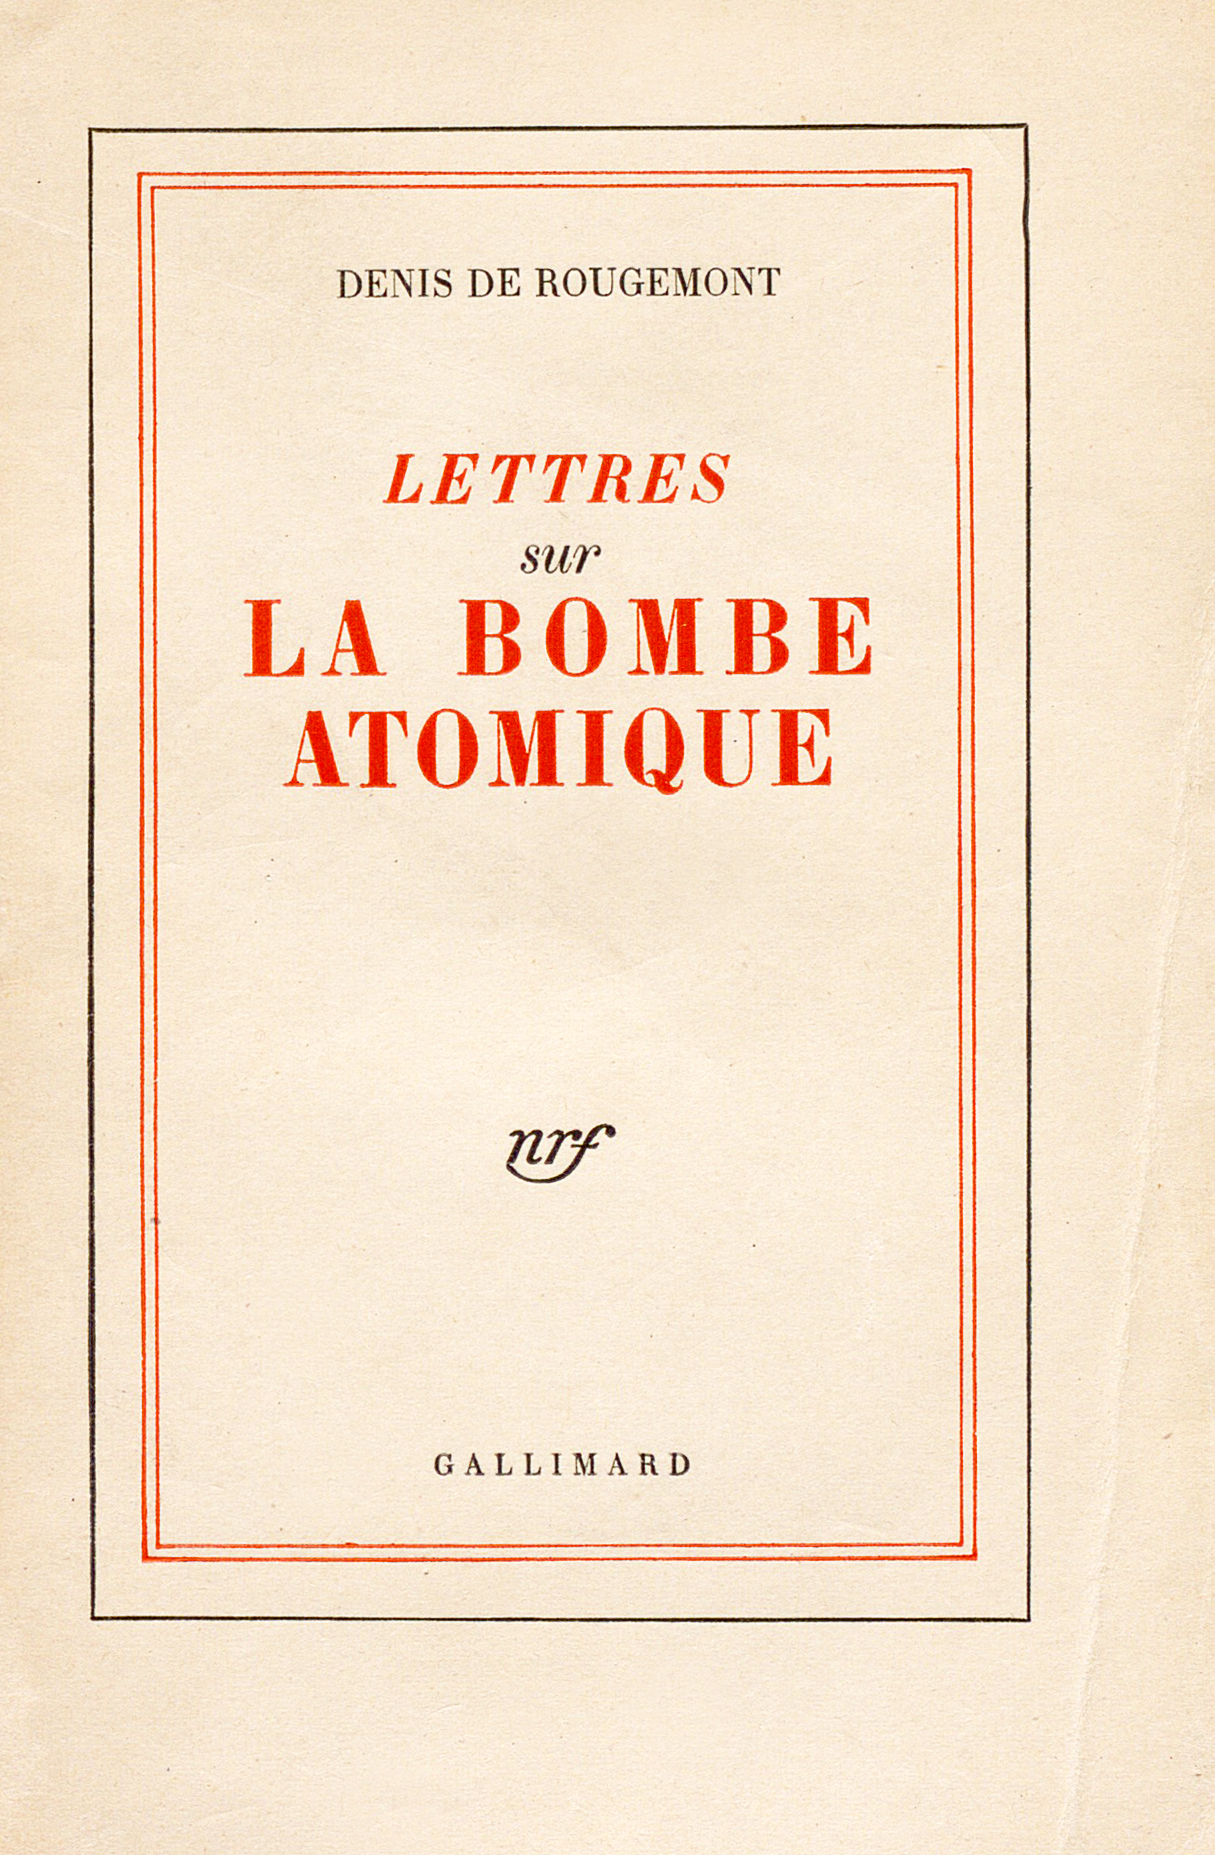 DENIS DE ROUGEMONT
LETTRES
sur
LA BOMBE
ATOMIQUE
nrf
GALLIMARD